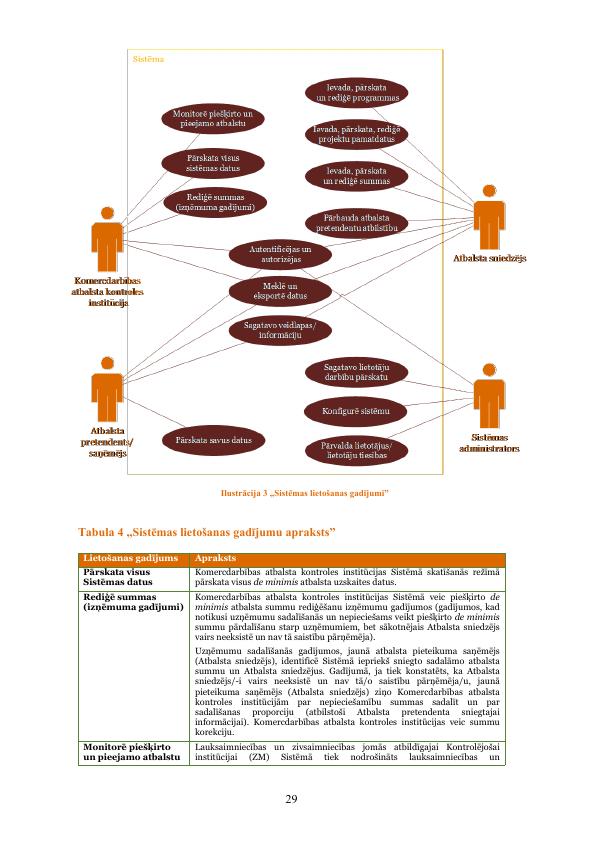 Sistēma
Ievada, pārskata
un rediģē programmas
Monitorē piešķirto un
pieejamo atbalstu
Ievada, pārskata, rediģē
projektu pamatdatus
Pārskata visus
sistēmas datus
Ievada, pārskata
un rediģē summas
Rediģē summas
(izņēmuma gadījumi)
Pārbauda atbalsta
pretendentu atbilstību
Autentificējas un
autorizējas
Atbalsta sniedzējs
Komercdarbības
atbalsta kontroles
institūcija
Meklē un
eksportē datus
Sagatavo veidlapas/
informāciju
Sagatavo lietotāju
darbību pārskatu
Konfigurē sistēmu
Atbalsta
pretendents/
saņēmējs
Pārskata savus datus
Pārvalda lietotājus/
lietotāju tiesības
Sistēmas
administrators
Ilustrācija 3 „Sistēmas lietošanas gadījumi”
Tabula 4 „Sistēmas lietošanas gadījumu apraksts”
Lietošanas gadījums Apraksts
Pārskata visus
Sistēmas datus
Komercdarbības atbalsta kontroles institūcijas Sistēmā skatīšanās režīmā
pārskata visus de minimis atbalsta uzskaites datus.
Rediģē summas
(izņēmuma gadījumi)
Komercdarbības atbalsta kontroles institūcijas Sistēmā veic piešķirto de
minimis atbalsta summu rediģēšanu izņēmumu gadījumos (gadījumos, kad
notikusi uzņēmumu sadalīšanās un nepieciešams veikt piešķirto de minimis
summu pārdalīšanu starp uzņēmumiem, bet sākotnējais Atbalsta sniedzējs
vairs neeksistē un nav tā saistību pārņēmēja).
Uzņēmumu sadalīšanās gadījumos, jaunā atbalsta pieteikuma saņēmējs
(Atbalsta sniedzējs), identificē Sistēmā iepriekš sniegto sadalāmo atbalsta
summu un Atbalsta sniedzējus. Gadījumā, ja tiek konstatēts, ka Atbalsta
sniedzējs/-i vairs neeksistē un nav tā/o saistību pārņēmēja/u, jaunā
pieteikuma saņēmējs (Atbalsta sniedzējs) ziņo Komercdarbības atbalsta
kontroles institūcijām par nepieciešamību summas sadalīt un par
sadalīšanas proporciju (atbilstoši Atbalsta pretendenta sniegtajai
informācijai). Komercdarbības atbalsta kontroles institūcijas veic summu
korekciju.
Monitorē piešķirto
un pieejamo atbalstu
Lauksaimniecības un zivsaimniecības jomās atbildīgajai Kontrolējošai
institūcijai (ZM) Sistēmā tiek nodrošināts lauksaimniecības un
29